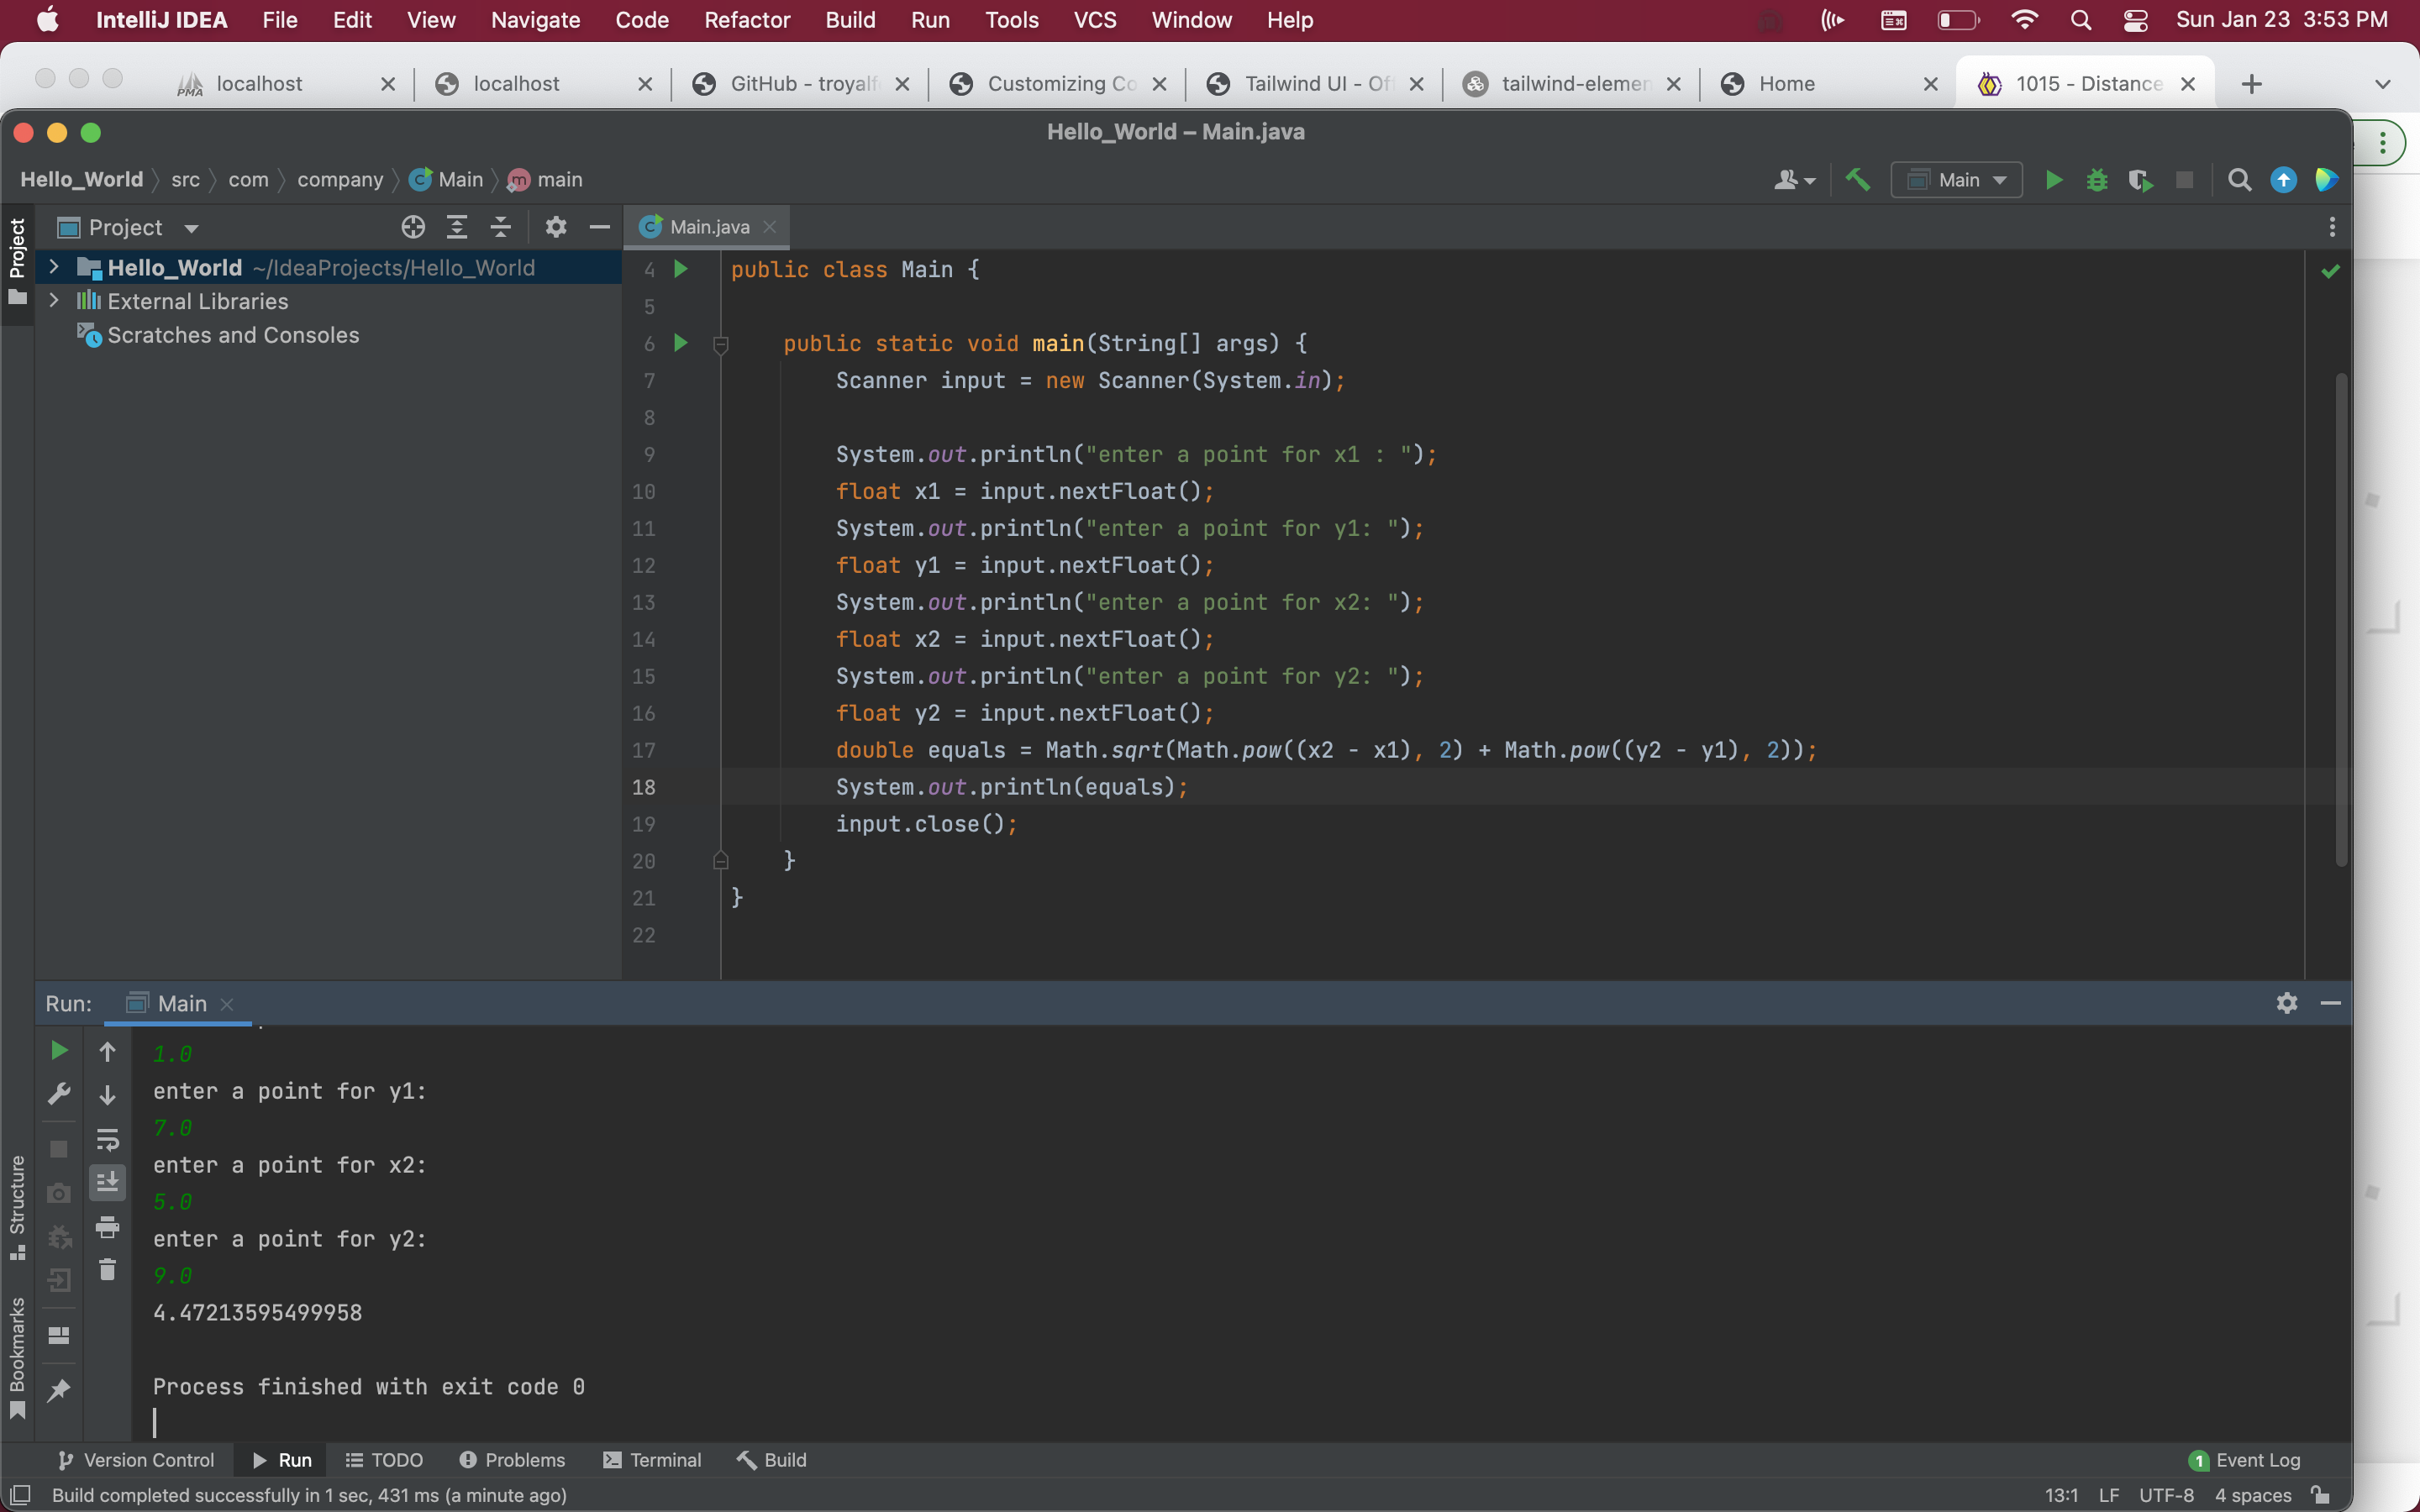 IntelliJ IDEA File Edit View Navigate Code Refactor Build Run Tools VCS Window Help Sun Jan 23 3:53 PM
PMA localhost localhost GitHub - troyalf Customizing Co Tailwind UI - Of tailwind-elemen Home 1015 - Distance
Hello_World – Main.java
Hello_World src com company Main main Main
Project Main.java
Project
Hello_World ~/IdeaProjects/Hello_World
External Libraries
Scratches and Consoles
4 public class Main {
5
6 public static void main(String[] args) {
7 Scanner input = new Scanner(System.in);
8
9 System.out.println("enter a point for x1 : ");
10 float x1 = input.nextFloat();
11 System.out.println("enter a point for y1: ");
12 float y1 = input.nextFloat();
13 System.out.println("enter a point for x2: ");
14 float x2 = input.nextFloat();
15 System.out.println("enter a point for y2: ");
16 float y2 = input.nextFloat();
17 double equals = Math.sqrt(Math.pow((x2 - x1), 2) + Math.pow((y2 - y1), 2));
18 System.out.println(equals);
19 input.close();
20 }
21 }
22
Run: Main
1.0
enter a point for y1:
7.0
enter a point for x2:
5.0
enter a point for y2:
9.0
4.47213595499958
Process finished with exit code 0
Structure
Bookmarks
Version Control Run TODO Problems Terminal Build 1 Event Log
Build completed successfully in 1 sec, 431 ms (a minute ago) 13:1 LF UTF-8 4 spaces